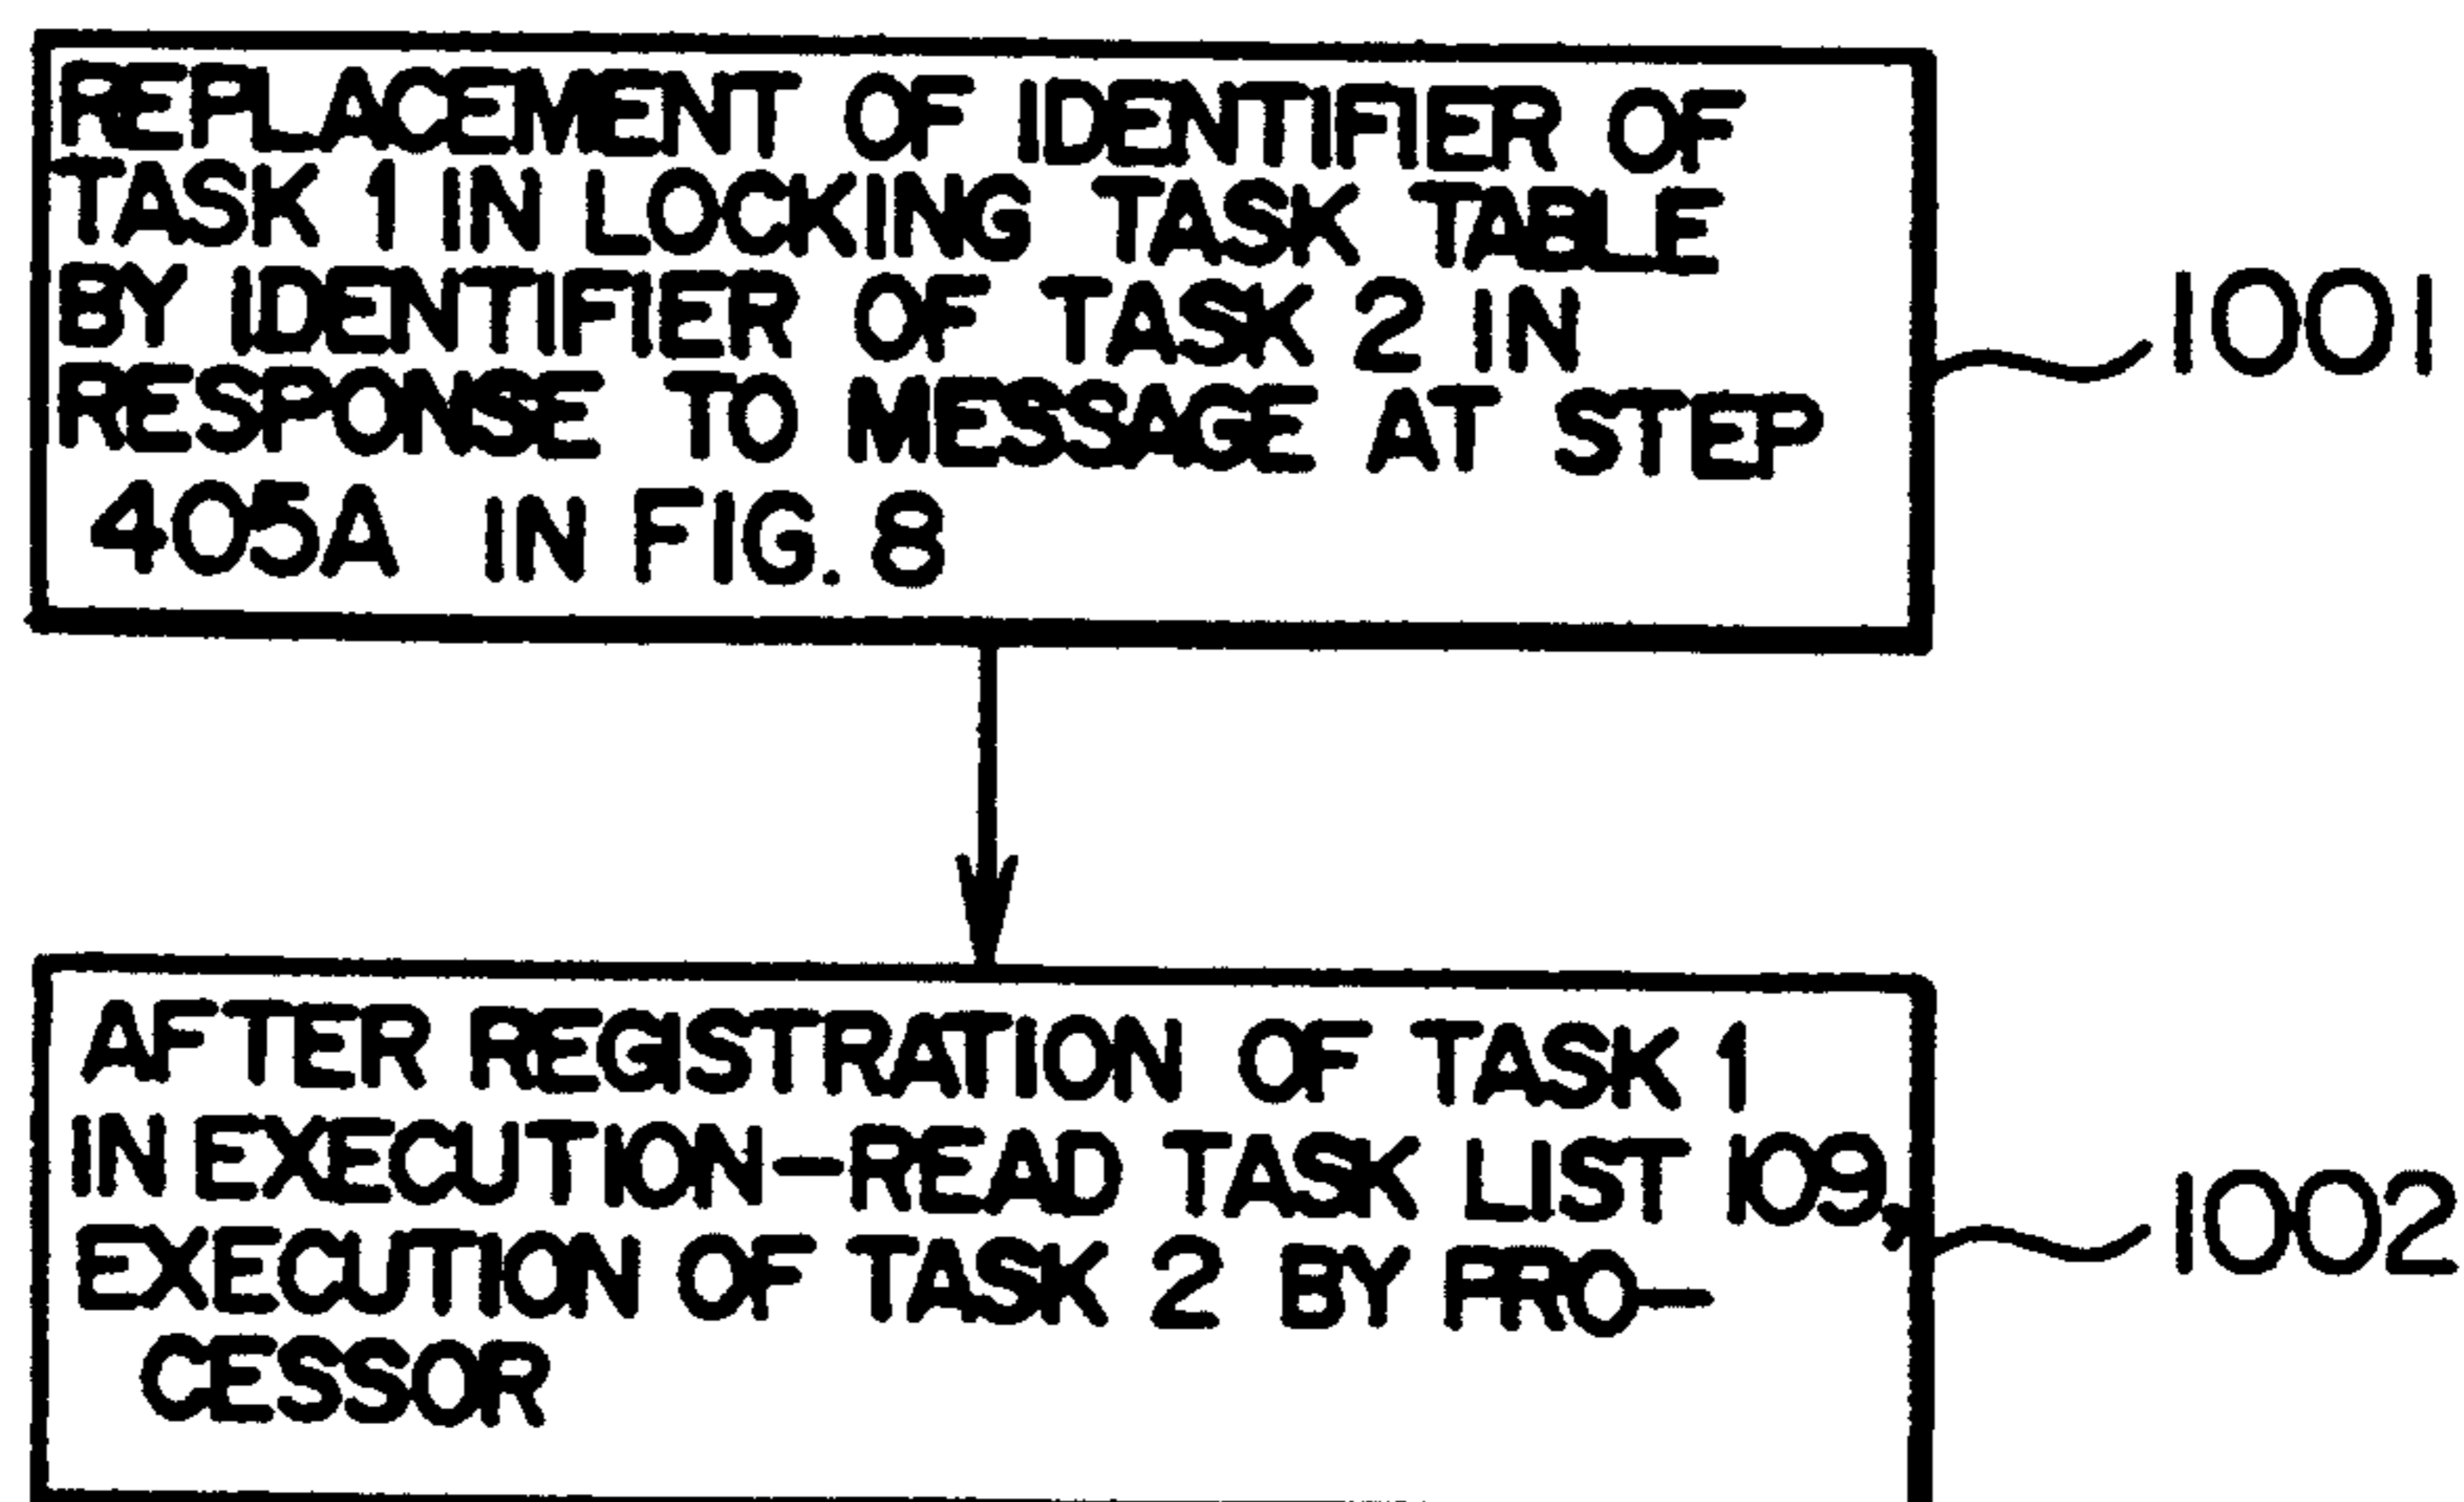 REPLACEMENT OF IDENTIFIER OF
TASK 1 IN LOCKING TASK TABLE
BY IDENTIFIER OF TASK 2 IN
RESPONSE TO MESSAGE AT STEP
405A IN FIG. 8
1001
AFTER REGISTRATION OF TASK 1
IN EXECUTION-READ TASK LIST 109,
EXECUTION OF TASK 2 BY PRO-
CESSOR
1002